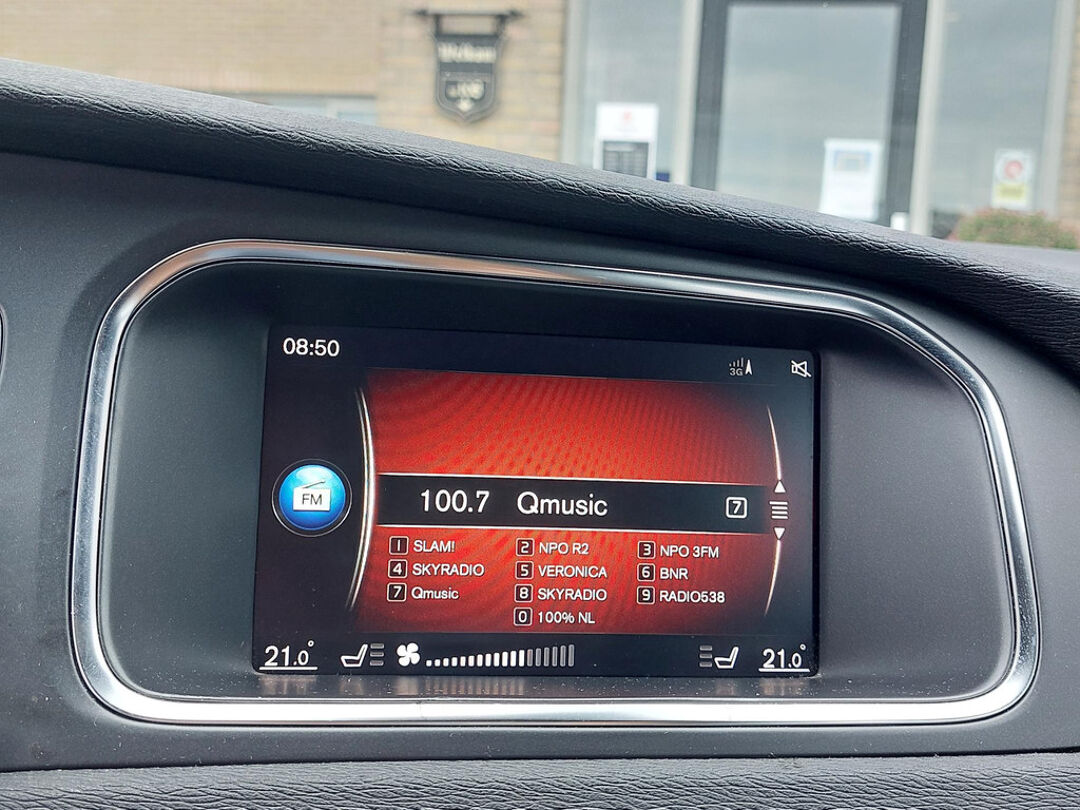 08:50
3G
FM
100.7 Qmusic 7
1 SLAM! 2 NPO R2 3 NPO 3FM
4 SKYRADIO 5 VERONICA 6 BNR
7 Qmusic 8 SKYRADIO 9 RADIO538
0 100% NL
21.0° 21.0°